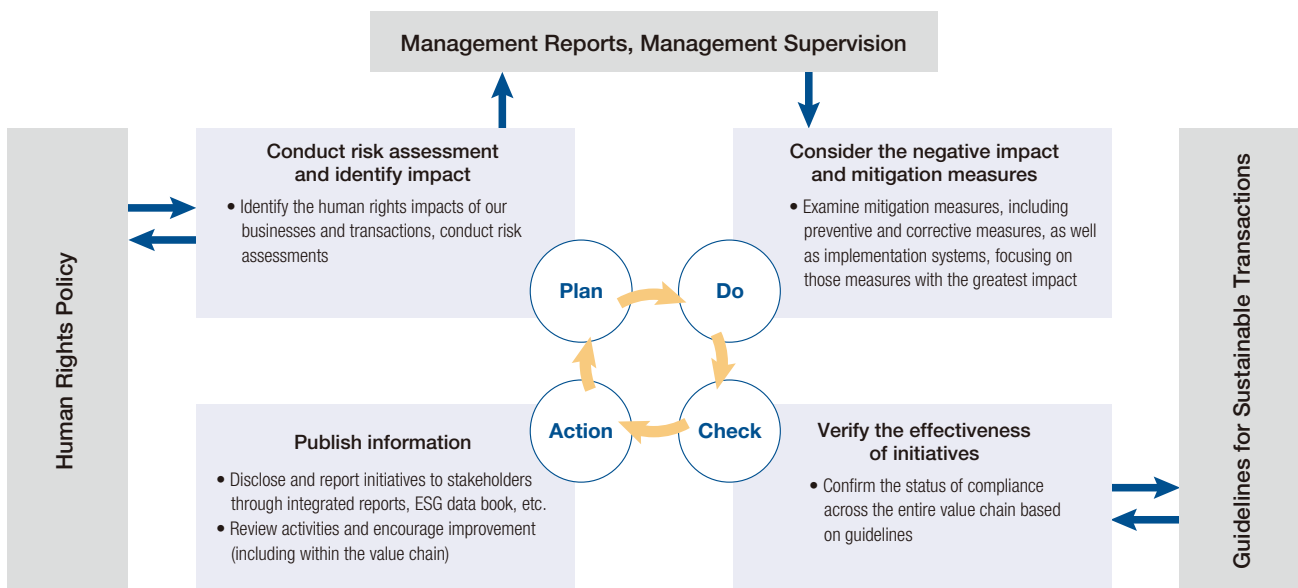 Management Reports, Management Supervision
Human Rights Policy
Conduct risk assessment
and identify impact
• Identify the human rights impacts of our
businesses and transactions, conduct risk
assessments
Consider the negative impact
and mitigation measures
• Examine mitigation measures, including
preventive and corrective measures, as well
as implementation systems, focusing on
those measures with the greatest impact
Plan
Do
Action
Check
Publish information
• Disclose and report initiatives to stakeholders
through integrated reports, ESG data book, etc.
• Review activities and encourage improvement
(including within the value chain)
Verify the effectiveness
of initiatives
• Confirm the status of compliance
across the entire value chain based
on guidelines
Guidelines for Sustainable Transactions